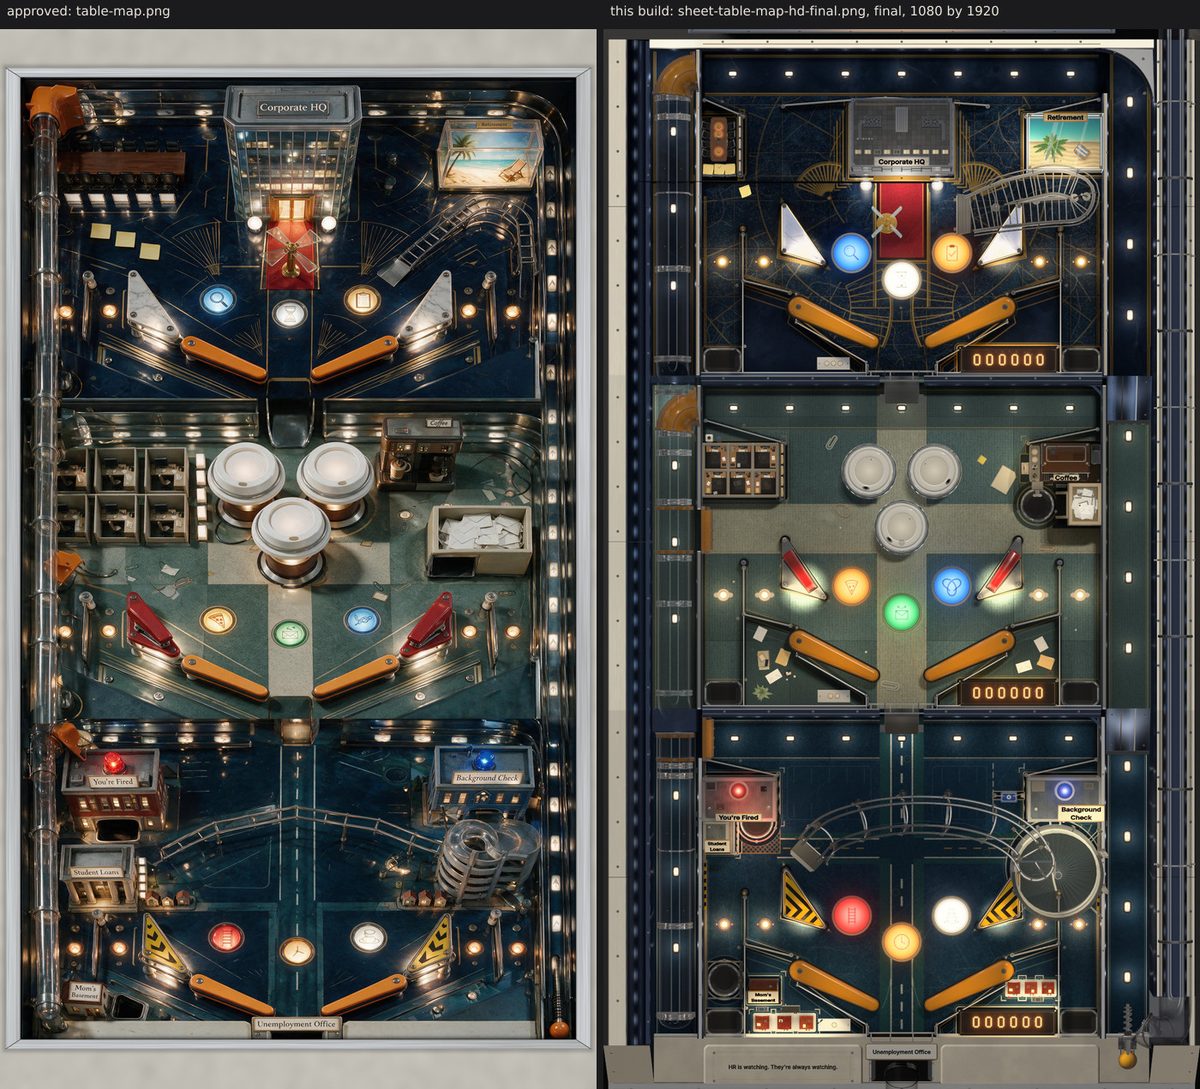 approved: table-map.png
this build: sheet-table-map-hd-final.png, final, 1080 by 1920
Corporate HQ
Retirement
Coffee
You're Fired
Background Check
Student Loans
Mom's
Basement
Unemployment Office
Retirement
Corporate HQ
000000
Coffee
000000
You're Fired
Background
Check
Student
Loans
Mom's
Basement
000000
Unemployment Office
HR is watching. They're always watching.